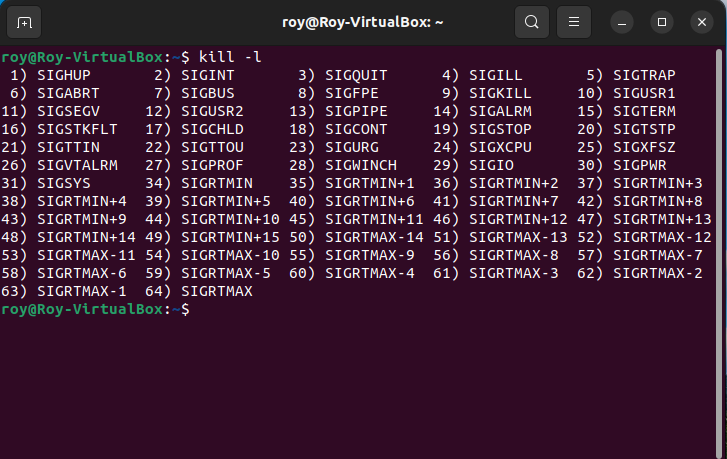 roy@Roy-VirtualBox: ~
roy@Roy-VirtualBox:~$ kill -l
 1) SIGHUP       2) SIGINT       3) SIGQUIT      4) SIGILL       5) SIGTRAP
 6) SIGABRT      7) SIGBUS       8) SIGFPE       9) SIGKILL     10) SIGUSR1
11) SIGSEGV     12) SIGUSR2     13) SIGPIPE     14) SIGALRM     15) SIGTERM
16) SIGSTKFLT   17) SIGCHLD     18) SIGCONT     19) SIGSTOP     20) SIGTSTP
21) SIGTTIN     22) SIGTTOU     23) SIGURG      24) SIGXCPU     25) SIGXFSZ
26) SIGVTALRM   27) SIGPROF     28) SIGWINCH    29) SIGIO       30) SIGPWR
31) SIGSYS      34) SIGRTMIN    35) SIGRTMIN+1  36) SIGRTMIN+2  37) SIGRTMIN+3
38) SIGRTMIN+4  39) SIGRTMIN+5  40) SIGRTMIN+6  41) SIGRTMIN+7  42) SIGRTMIN+8
43) SIGRTMIN+9  44) SIGRTMIN+10 45) SIGRTMIN+11 46) SIGRTMIN+12 47) SIGRTMIN+13
48) SIGRTMIN+14 49) SIGRTMIN+15 50) SIGRTMAX-14 51) SIGRTMAX-13 52) SIGRTMAX-12
53) SIGRTMAX-11 54) SIGRTMAX-10 55) SIGRTMAX-9  56) SIGRTMAX-8  57) SIGRTMAX-7
58) SIGRTMAX-6  59) SIGRTMAX-5  60) SIGRTMAX-4  61) SIGRTMAX-3  62) SIGRTMAX-2
63) SIGRTMAX-1  64) SIGRTMAX
roy@Roy-VirtualBox:~$